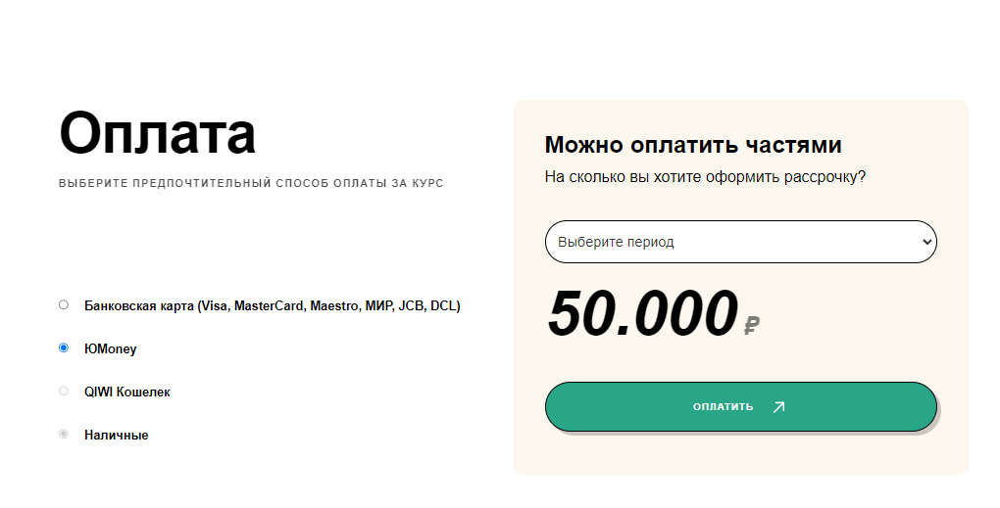 Оплата
ВЫБЕРИТЕ ПРЕДПОЧТИТЕЛЬНЫЙ СПОСОБ ОПЛАТЫ ЗА КУРС
Банковская карта (Visa, MasterCard, Maestro, МИР, JCB, DCL)
ЮMoney
QIWI Кошелек
Наличные
Можно оплатить частями
На сколько вы хотите оформить рассрочку?
Выберите период
50.000 ₽
ОПЛАТИТЬ